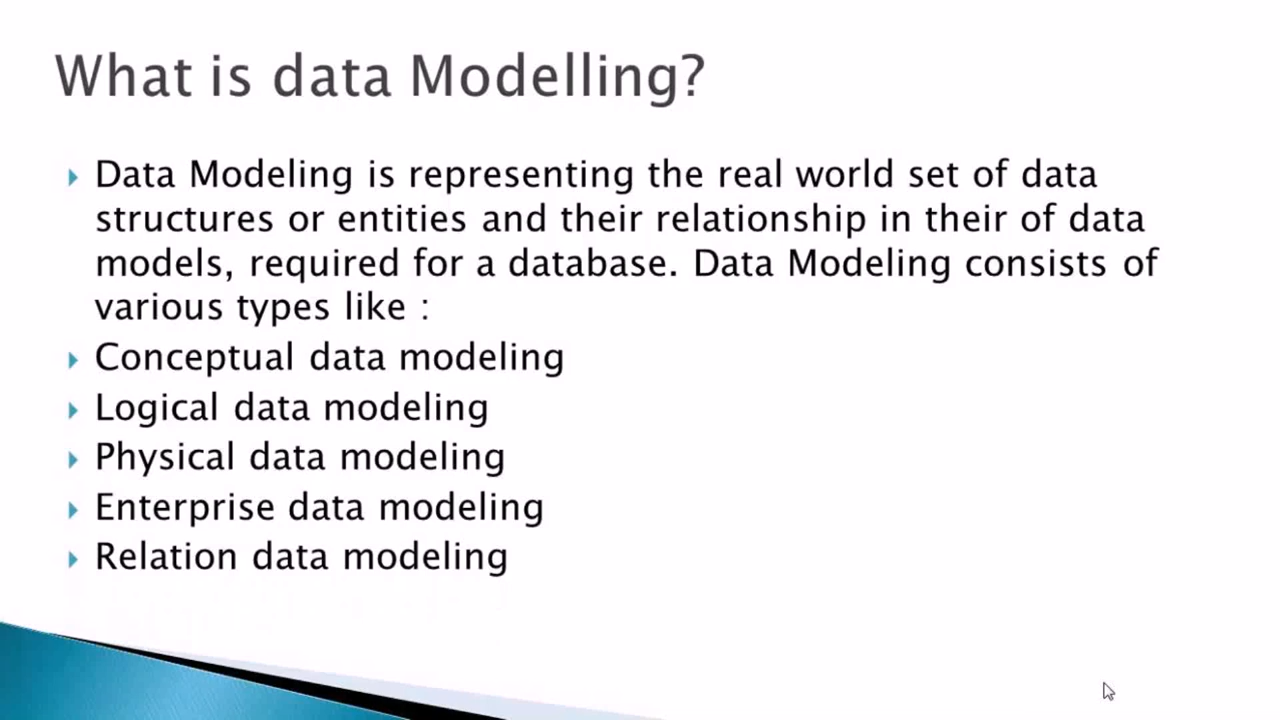 What is data Modelling?
Data Modeling is representing the real world set of data
structures or entities and their relationship in their of data
models, required for a database. Data Modeling consists of
various types like :
Conceptual data modeling
Logical data modeling
Physical data modeling
Enterprise data modeling
Relation data modeling